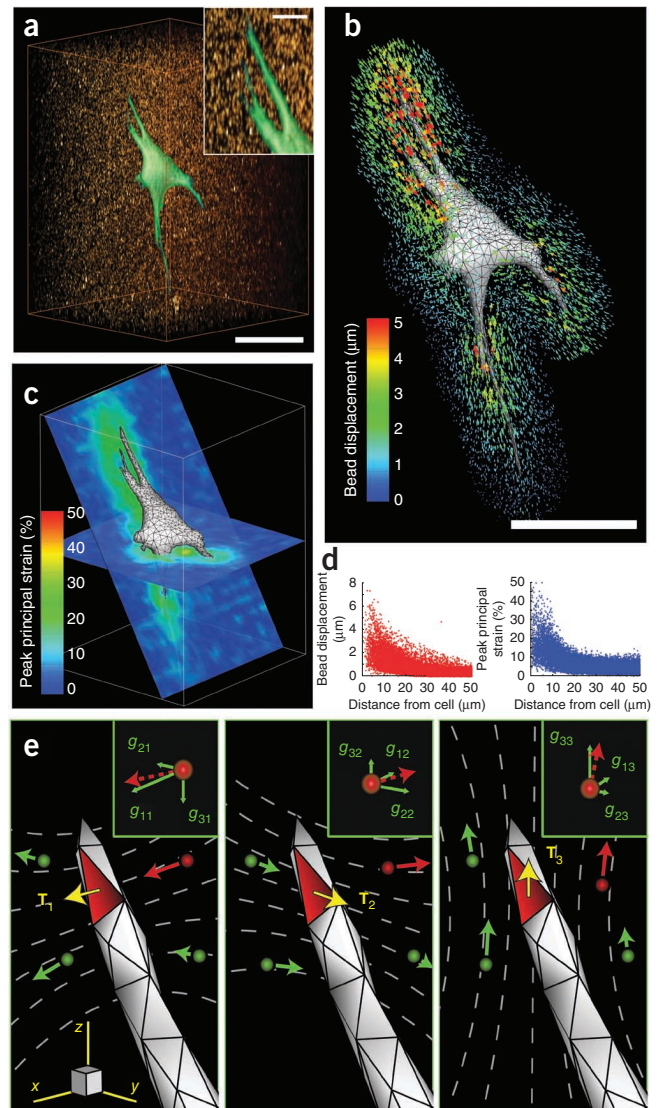 a
b
Bead displacement (μm)
5
4
3
2
1
0
c
Peak principal strain (%)
50
40
30
20
10
0
d
Bead displacement
(μm)
8
6
4
2
0
0 10 20 30 40 50
Distance from cell (μm)
Peak principal
strain (%)
50
40
30
20
10
0
0 10 20 30 40 50
Distance from cell (μm)
e
g21
g11
g31
T1
z
x
y
g32
g12
g22
T2
g33
g13
g23
T3